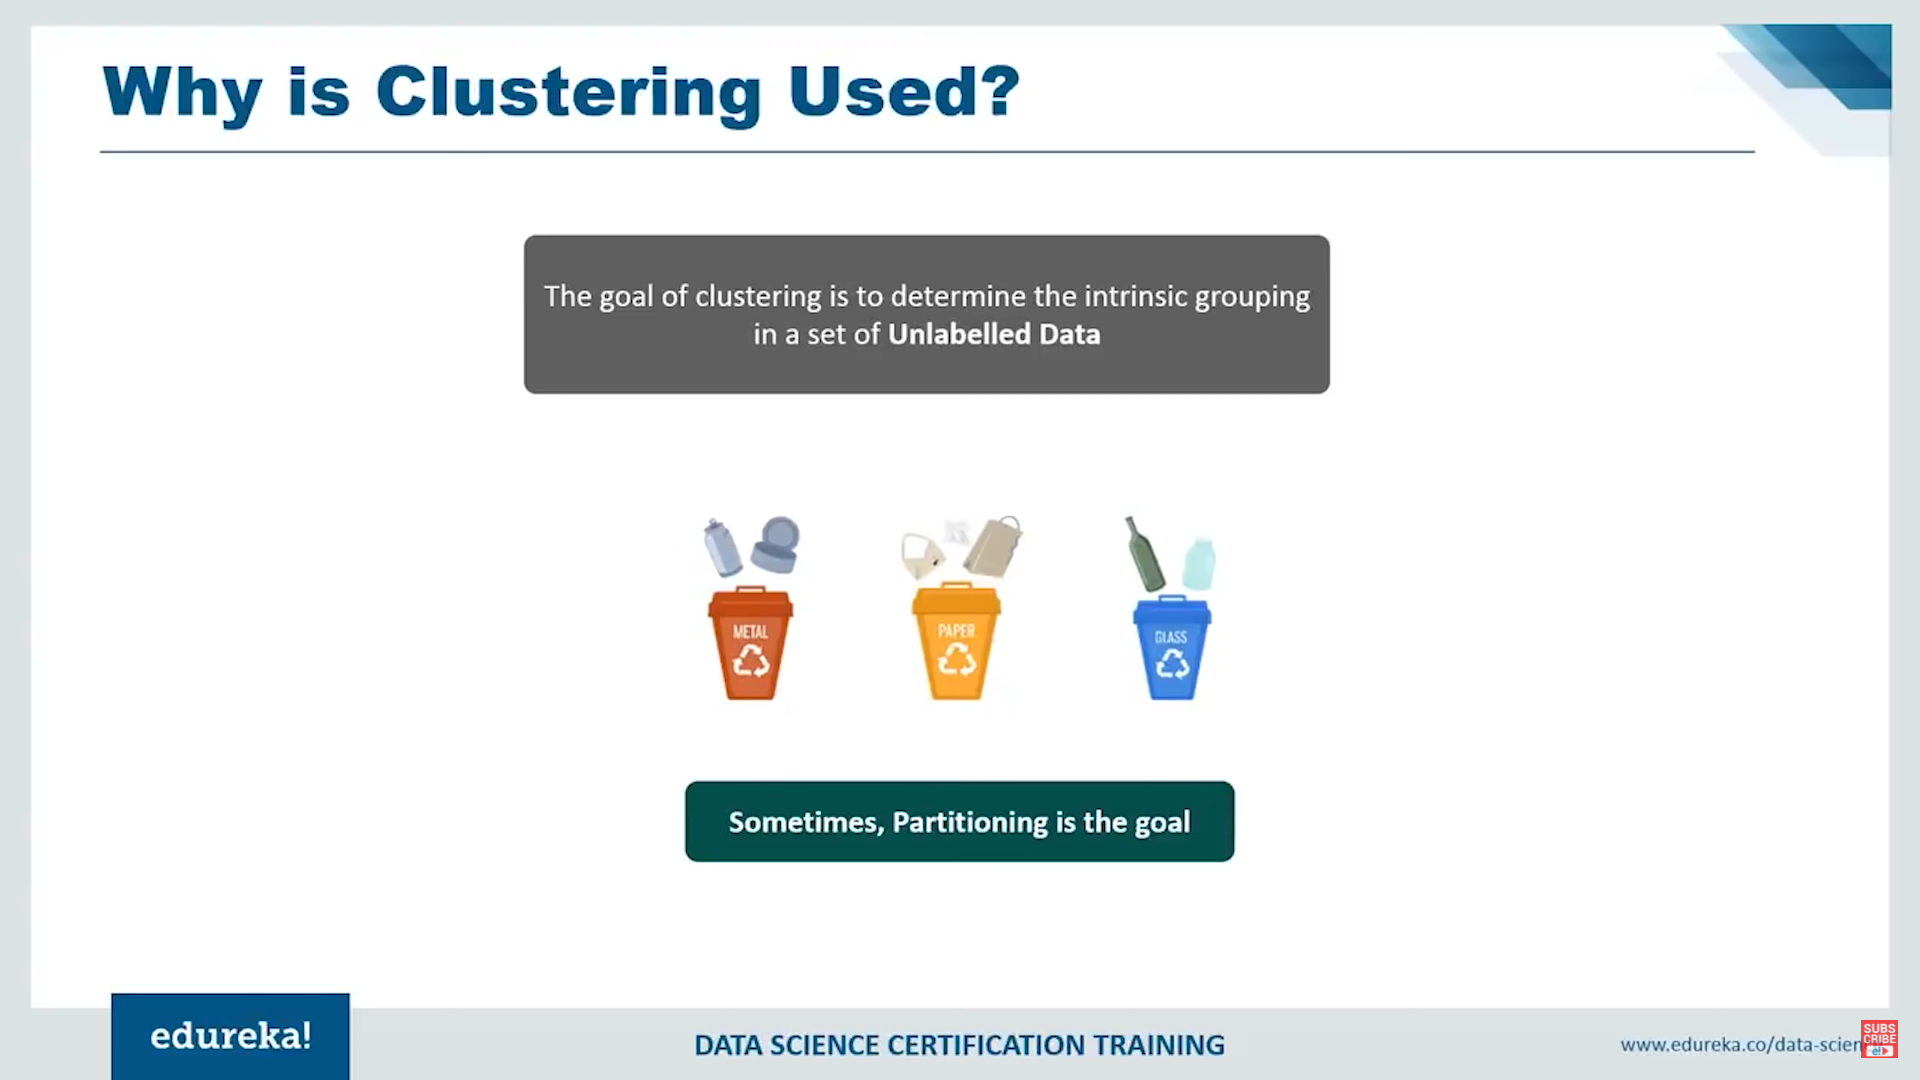 Why is Clustering Used?
The goal of clustering is to determine the intrinsic grouping
in a set of Unlabelled Data
METAL
PAPER
GLASS
Sometimes, Partitioning is the goal
edureka!
DATA SCIENCE CERTIFICATION TRAINING
www.edureka.co/data-scien
SUBS
CRIBE
e!